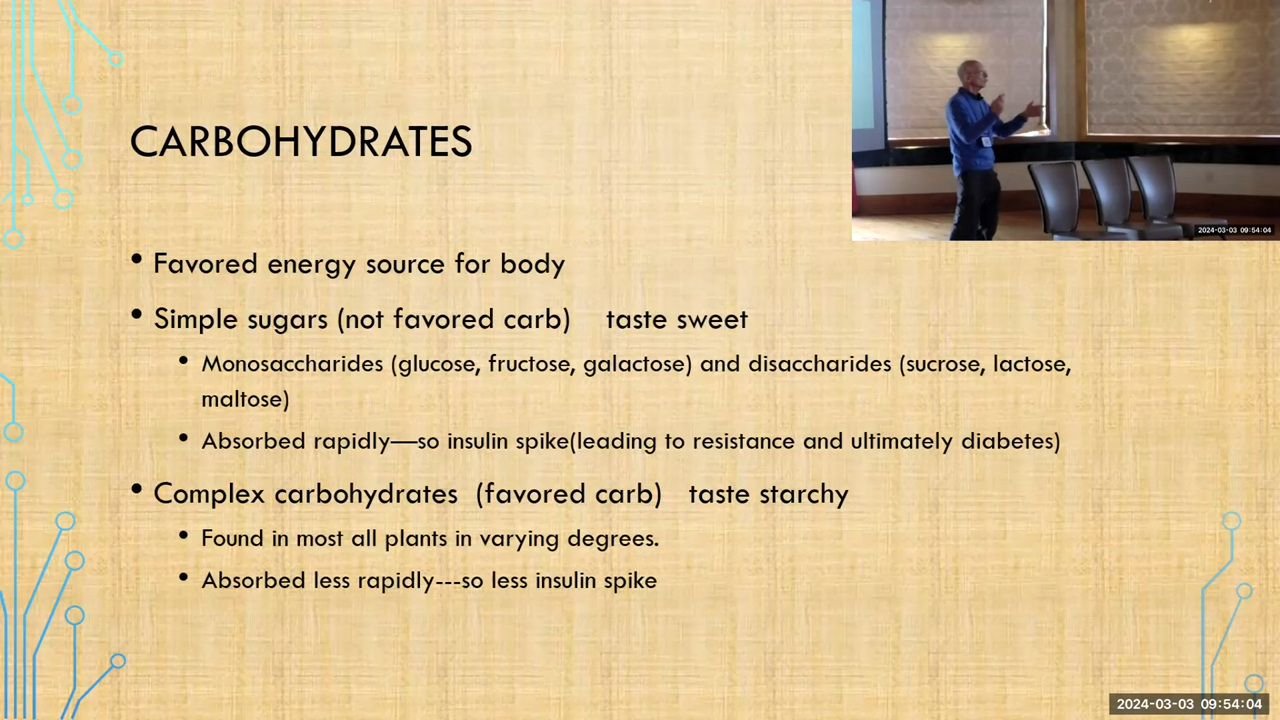 CARBOHYDRATES
• Favored energy source for body
• Simple sugars (not favored carb)    taste sweet
• Monosaccharides (glucose, fructose, galactose) and disaccharides (sucrose, lactose,
maltose)
• Absorbed rapidly—so insulin spike(leading to resistance and ultimately diabetes)
• Complex carbohydrates  (favored carb)   taste starchy
• Found in most all plants in varying degrees.
• Absorbed less rapidly---so less insulin spike
2024-03-03 09:54:04
2024-03-03 09:54:04